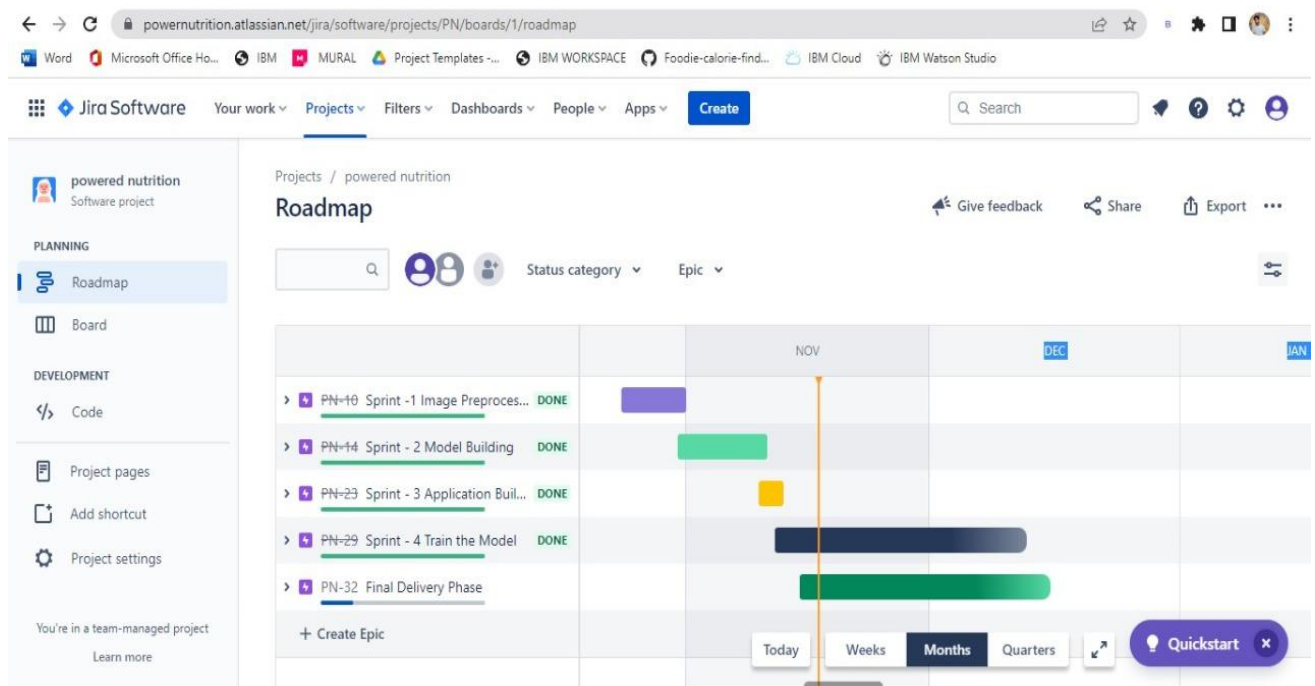 powernutrition.atlassian.net/jira/software/projects/PN/boards/1/roadmap
Word Microsoft Office Ho... IBM MURAL Project Templates -... IBM WORKSPACE Foodie-calorie-find... IBM Cloud IBM Watson Studio
Jira Software Your work Projects Filters Dashboards People Apps Create Search
powered nutrition
Software project
PLANNING
Roadmap
Board
DEVELOPMENT
Code
Project pages
Add shortcut
Project settings
You're in a team-managed project
Learn more
Projects / powered nutrition
Roadmap
Give feedback Share Export
Status category Epic
NOV DEC JAN
PN-10 Sprint -1 Image Preproces... DONE
PN-14 Sprint - 2 Model Building DONE
PN-23 Sprint - 3 Application Buil... DONE
PN-29 Sprint - 4 Train the Model DONE
PN-32 Final Delivery Phase
+ Create Epic
Today Weeks Months Quarters Quickstart